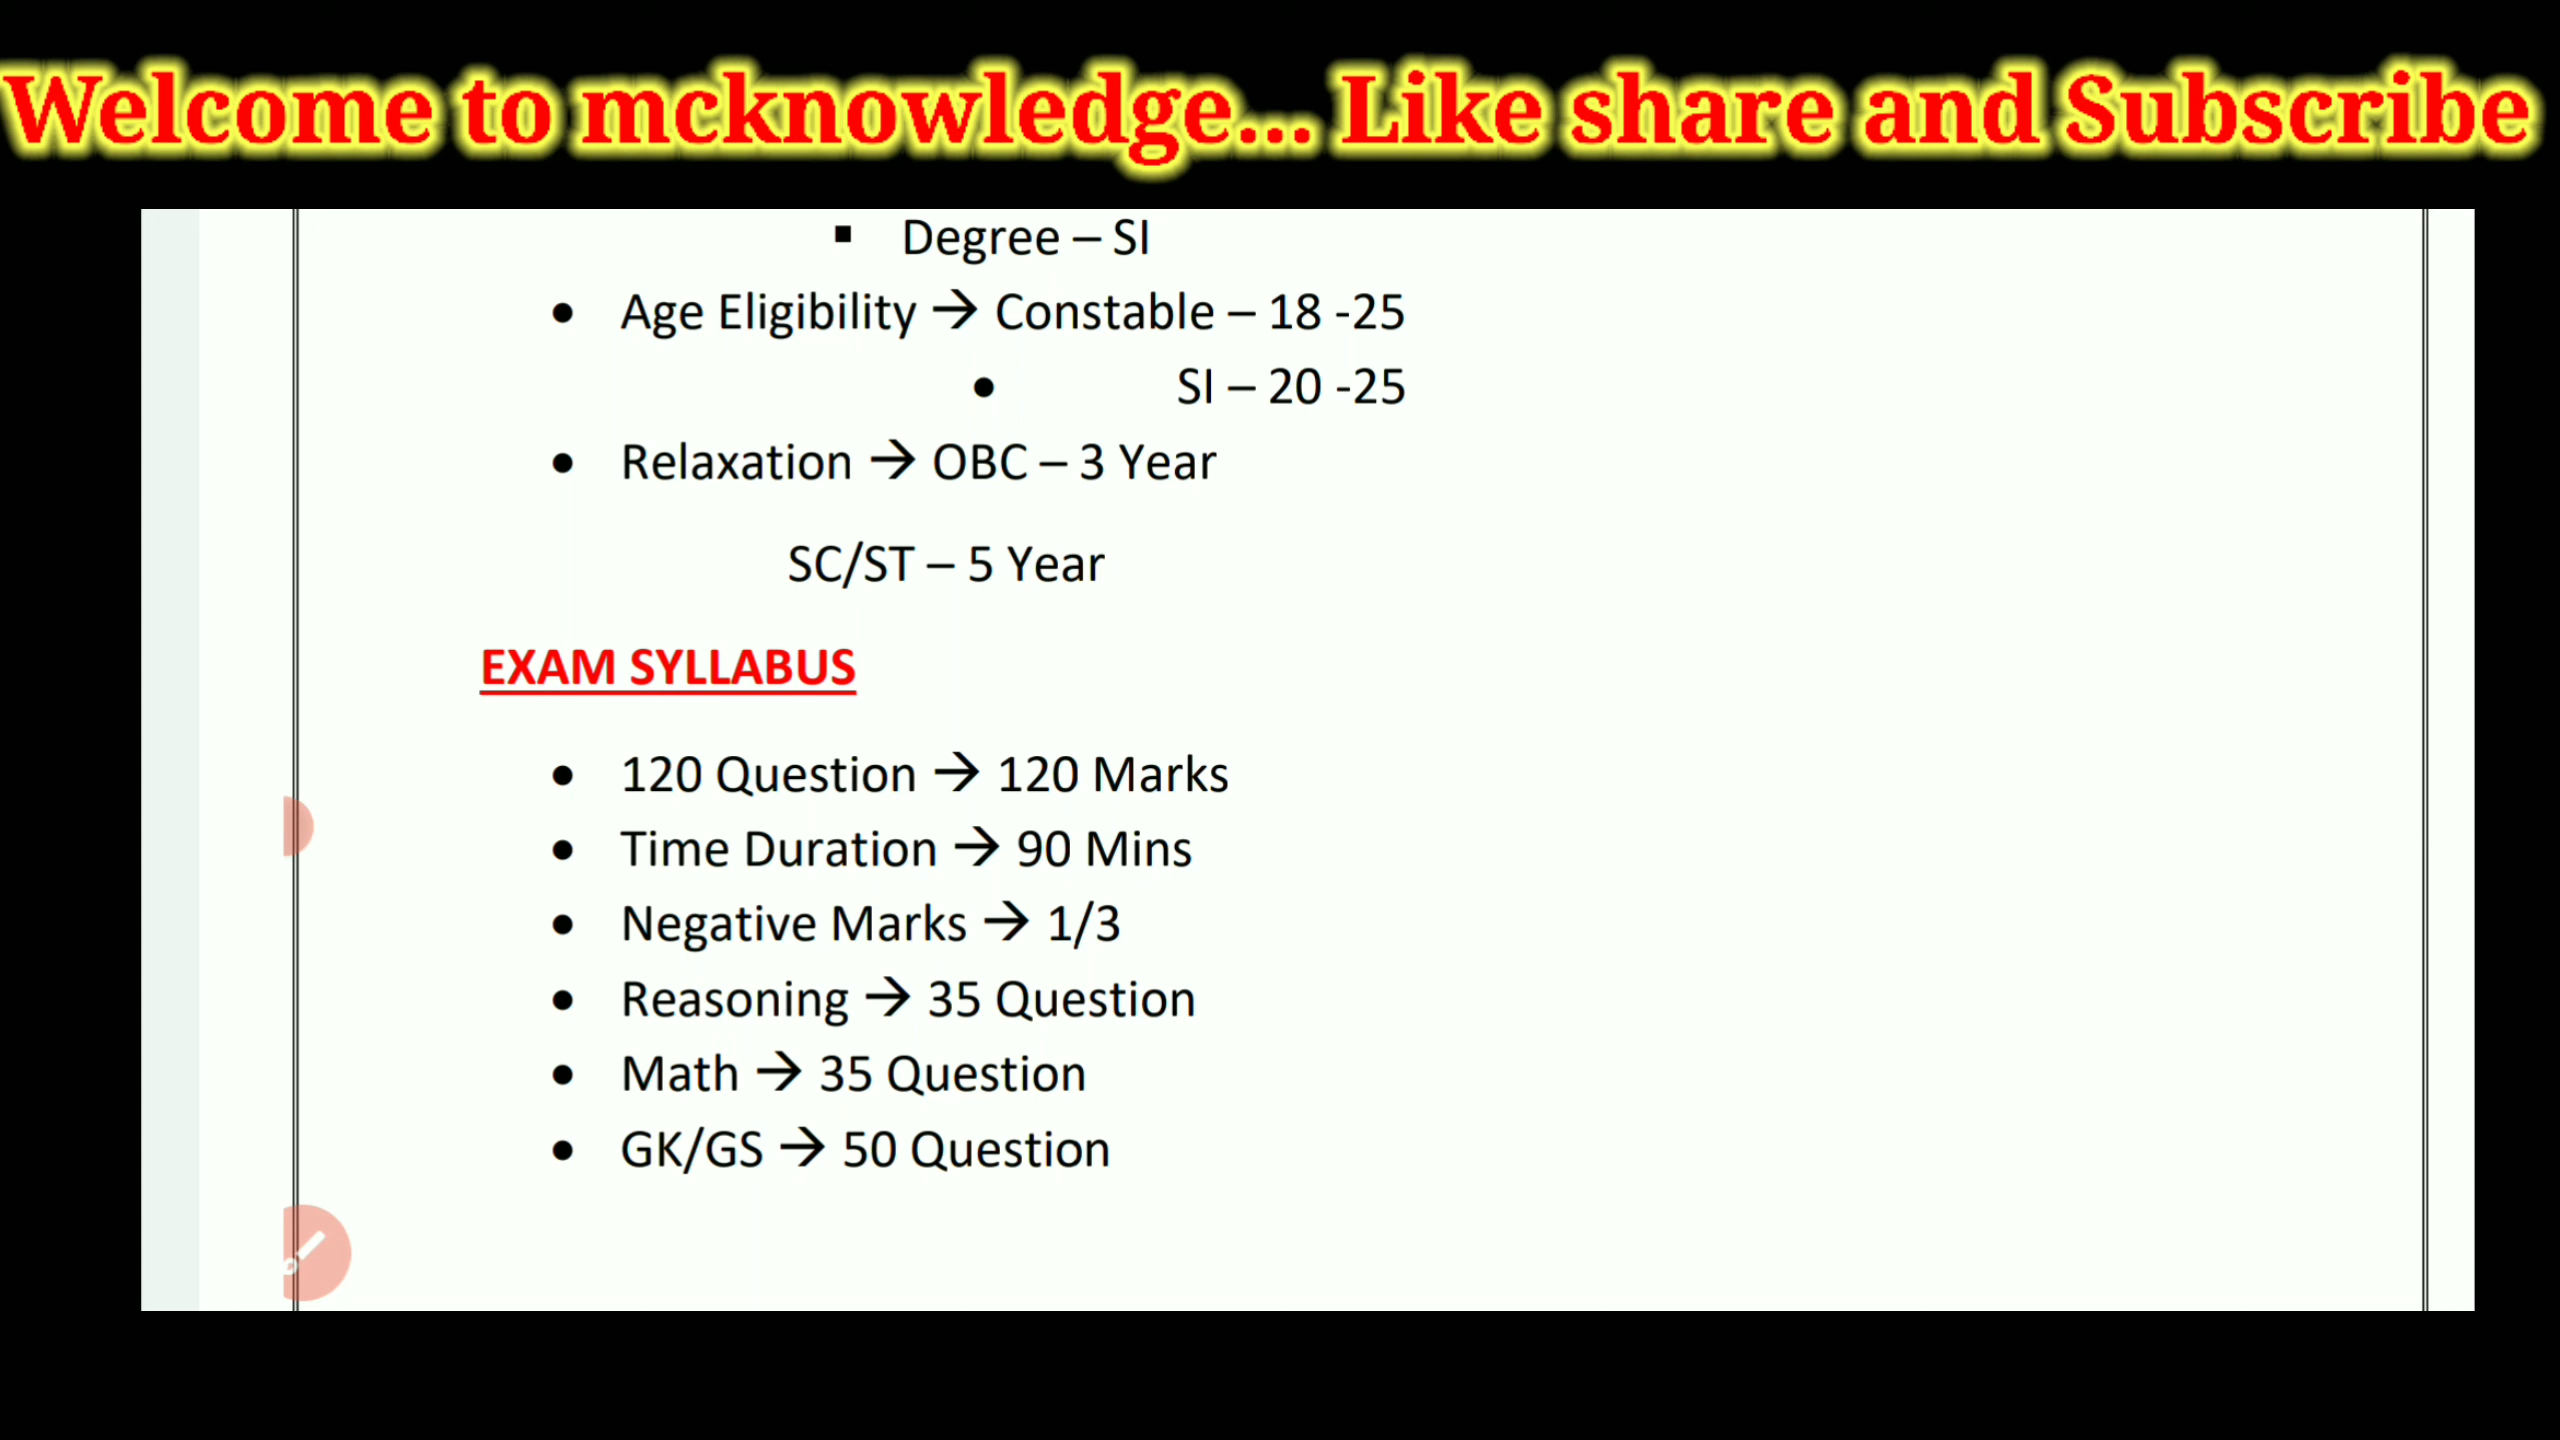 Welcome to mcknowledge... Like share and Subscribe
▪ Degree – SI
• Age Eligibility → Constable – 18 -25
• SI – 20 -25
• Relaxation → OBC – 3 Year
SC/ST – 5 Year
EXAM SYLLABUS
• 120 Question → 120 Marks
• Time Duration → 90 Mins
• Negative Marks → 1/3
• Reasoning → 35 Question
• Math → 35 Question
• GK/GS → 50 Question